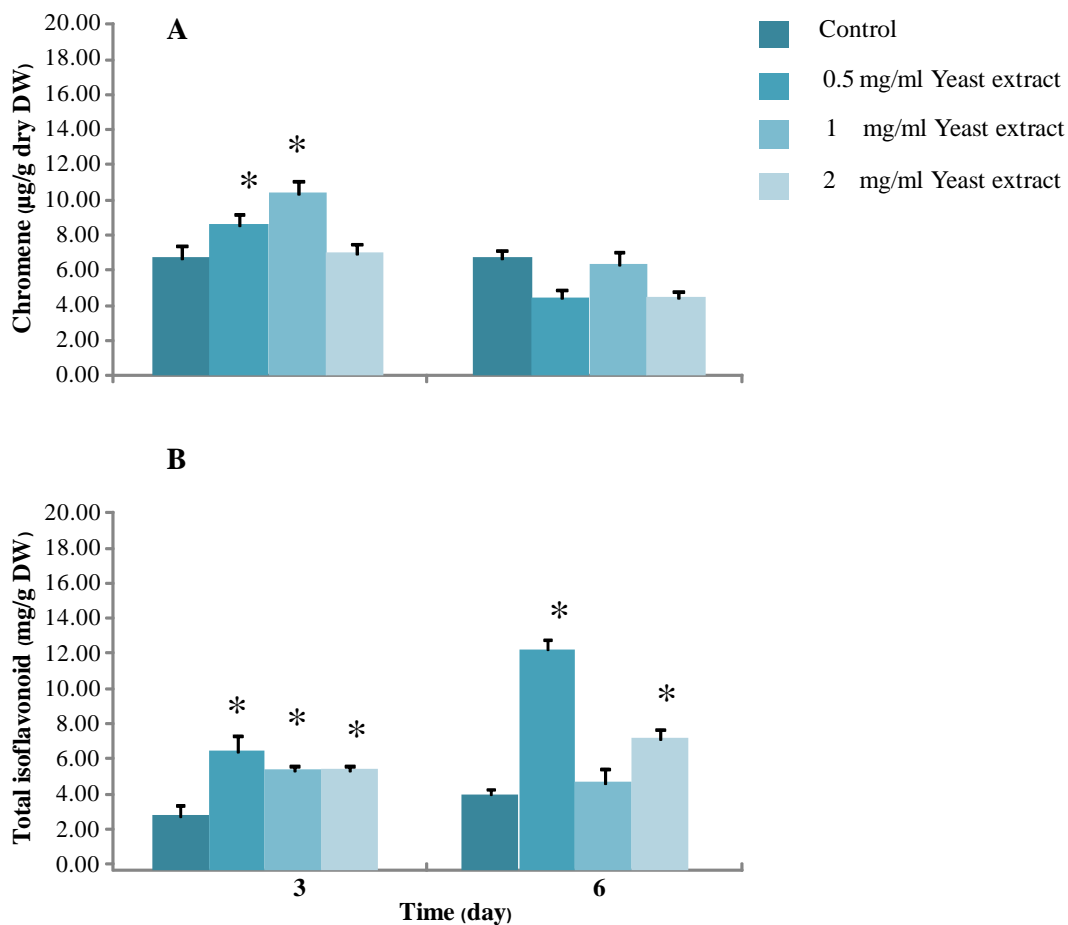 A
Chromene (µg/g dry DW)
20.00
18.00
16.00
14.00
12.00
10.00
8.00
6.00
4.00
2.00
0.00
* *
Control
0.5 mg/ml Yeast extract
1 mg/ml Yeast extract
2 mg/ml Yeast extract
B
Total isoflavonoid (mg/g DW)
20.00
18.00
16.00
14.00
12.00
10.00
8.00
6.00
4.00
2.00
0.00
* * * * *
3 6
Time (day)